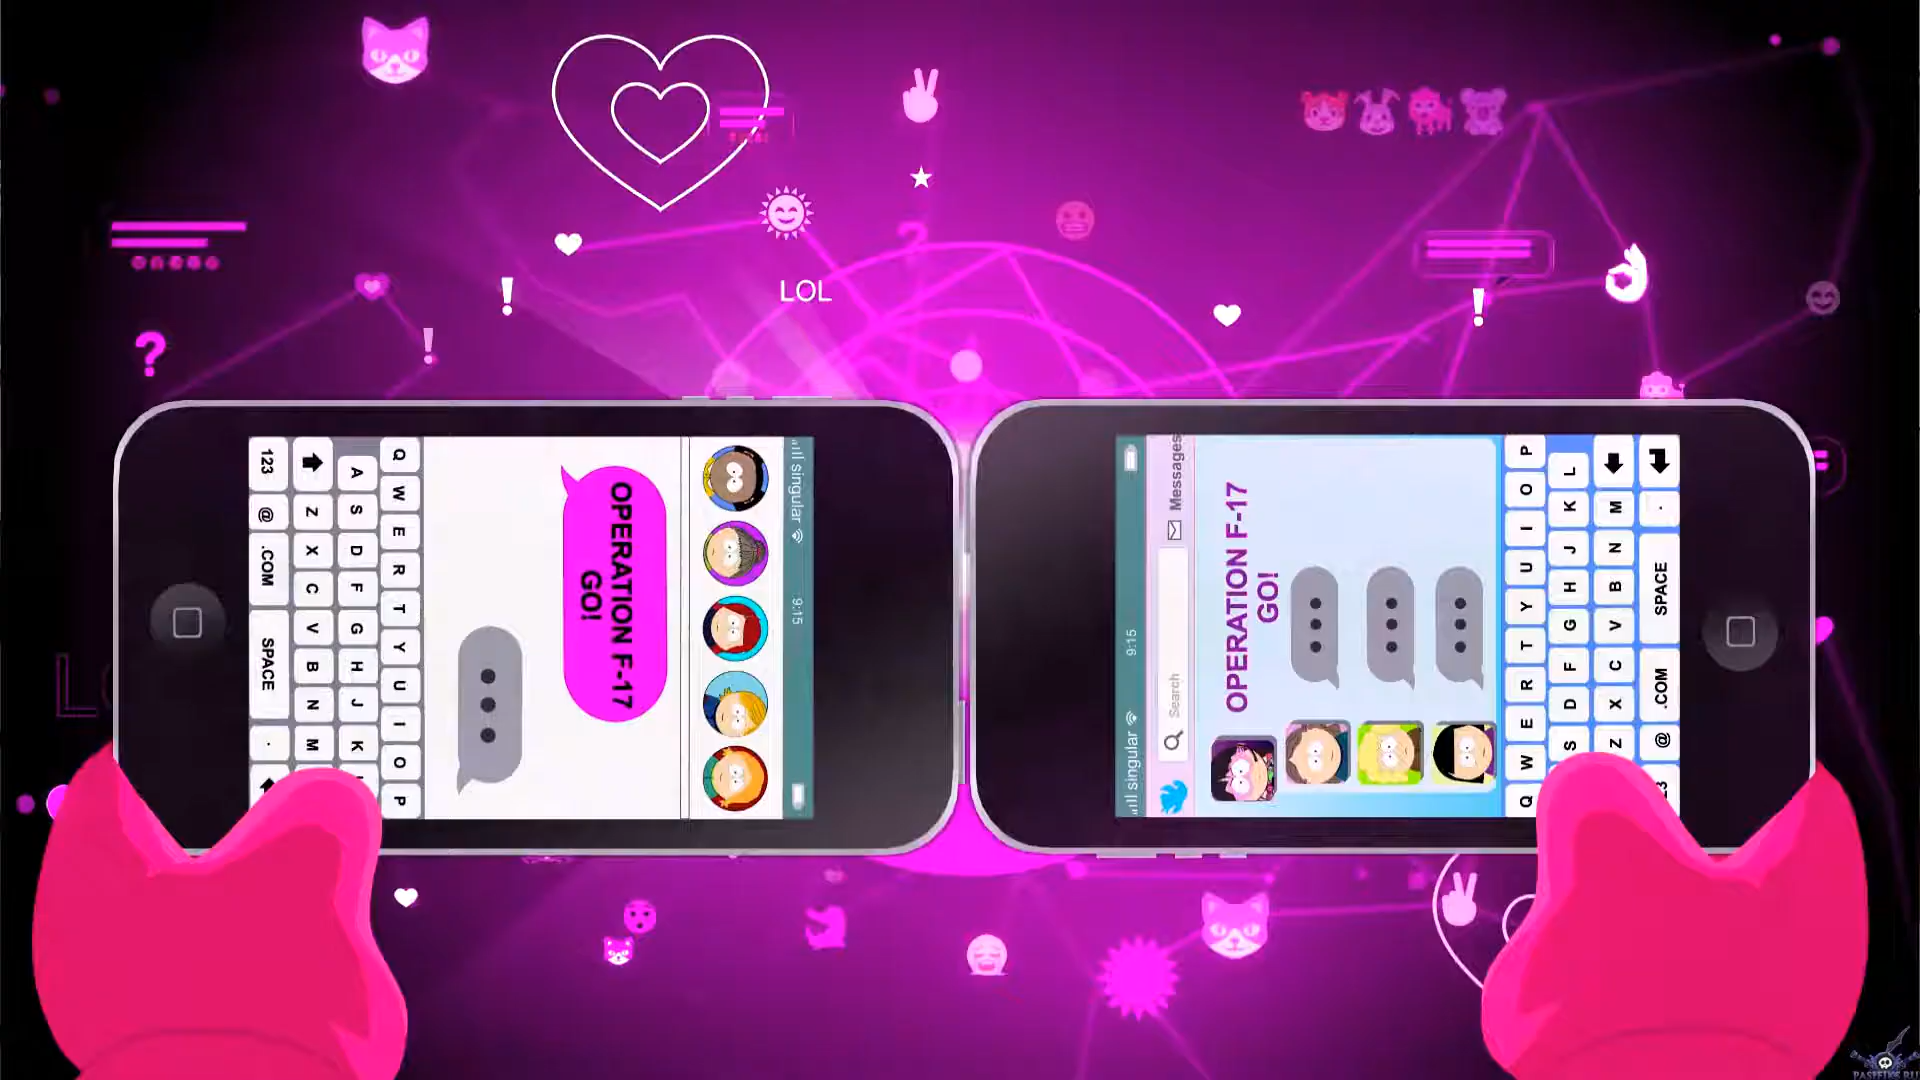 LOL
singular
9:15
OPERATION F-17
GO!
Q W E R T Y U I O P
A S D F G H J K
Z X C V B N M
123 @ .COM SPACE .
singular
9:15
Messages
Search
OPERATION F-17
GO!
Q W E R T Y U I O P
S D F G H J K L
Z X C V B N M
@ .COM SPACE .